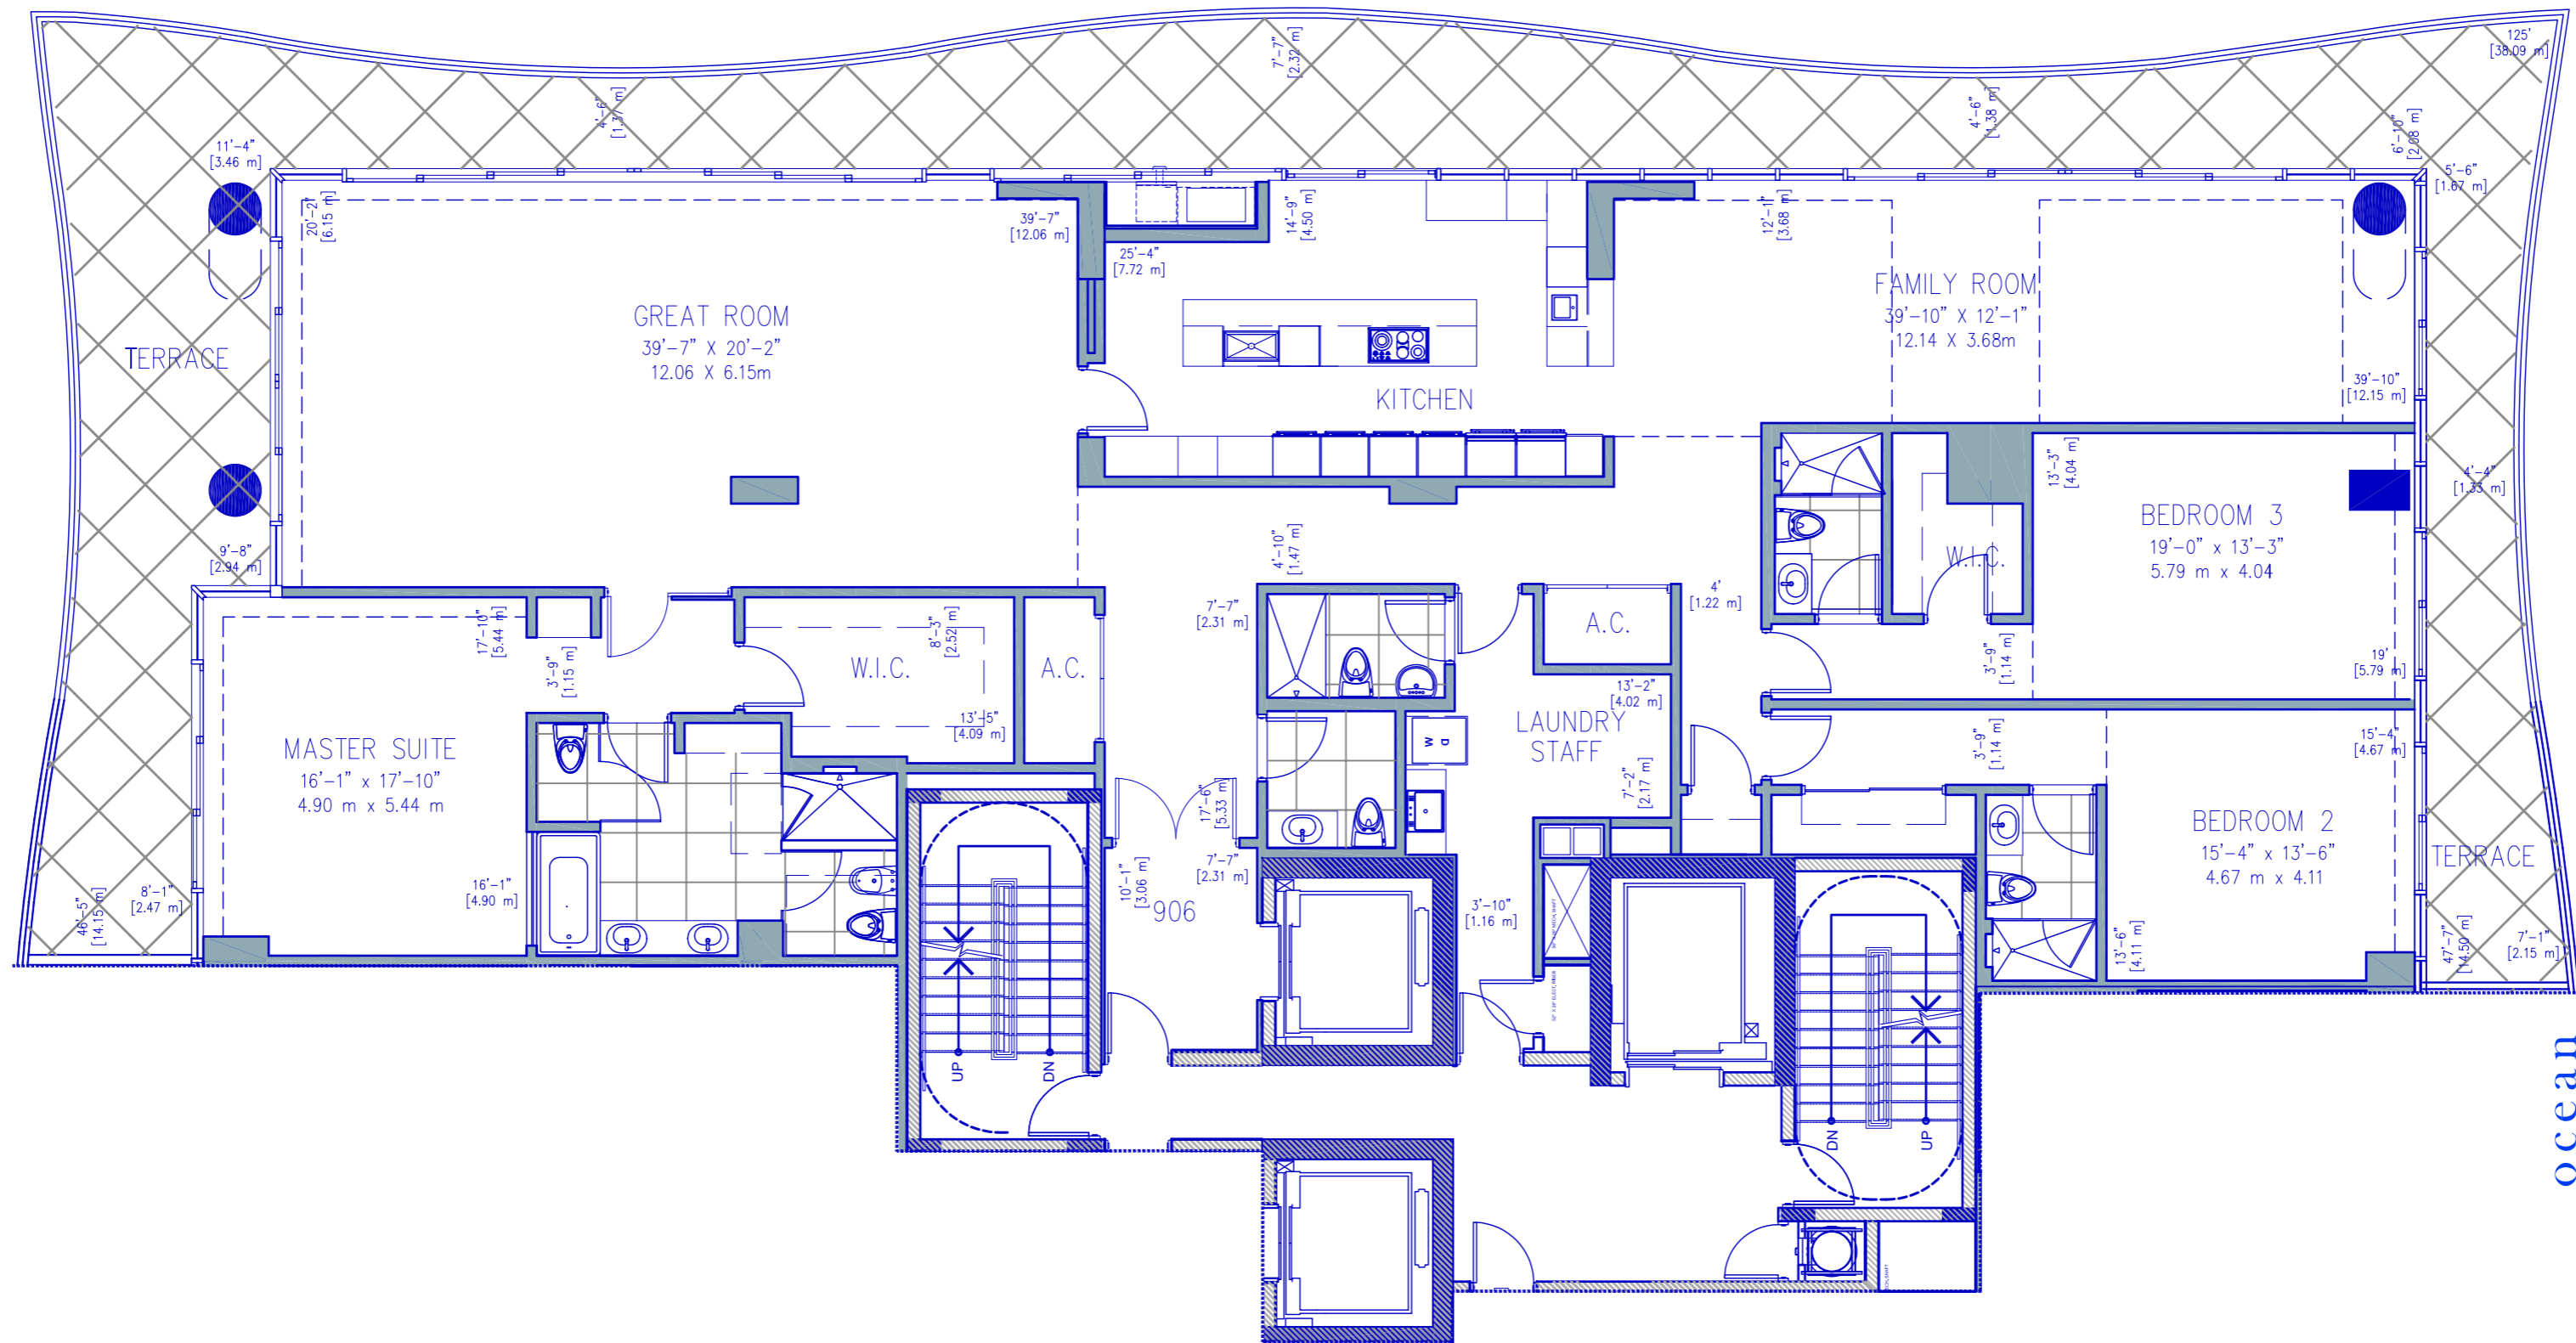 125'
[38.09 m]
7'-7"
[2.32 m]
4'-6"
[1.37 m]
4'-6"
[1.38 m]
6'-10"
[2.08 m]
11'-4"
[3.46 m]
5'-6"
[1.67 m]
20'-2"
[6.15 m]
39'-7"
[12.06 m]
14'-9"
[4.50 m]
12'-1"
[3.68 m]
25'-4"
[7.72 m]
GREAT ROOM
39'-7" X 20'-2"
12.06 X 6.15m
FAMILY ROOM
39'-10" X 12'-1"
12.14 X 3.68m
TERRACE
KITCHEN
39'-10"
[12.15 m]
13'-3"
[4.04 m]
4'-4"
[1.33 m]
BEDROOM 3
19'-0" x 13'-3"
5.79 m x 4.04
9'-8"
[2.94 m]
4'-10"
[1.47 m]
W.I.C.
17'-10"
[5.44 m]
3'-9"
[1.15 m]
8'-3"
[2.52 m]
W.I.C.
A.C.
7'-7"
[2.31 m]
A.C.
4'
[1.22 m]
3'-9"
[1.14 m]
19'
[5.79 m]
13'-5"
[4.09 m]
13'-2"
[4.02 m]
LAUNDRY
STAFF
W D
MASTER SUITE
16'-1" x 17'-10"
4.90 m x 5.44 m
17'-6"
[5.33 m]
7'-2"
[2.17 m]
3'-9"
[1.14 m]
15'-4"
[4.67 m]
BEDROOM 2
15'-4" x 13'-6"
4.67 m x 4.11
TERRACE
46'-5"
[14.15 m]
8'-1"
[2.47 m]
16'-1"
[4.90 m]
10'-1"
[3.06 m]
7'-7"
[2.31 m]
906
3'-10"
[1.16 m]
13'-6"
[4.11 m]
47'-7"
[14.50 m]
7'-1"
[2.15 m]
UP
DN
DN
UP
ocean